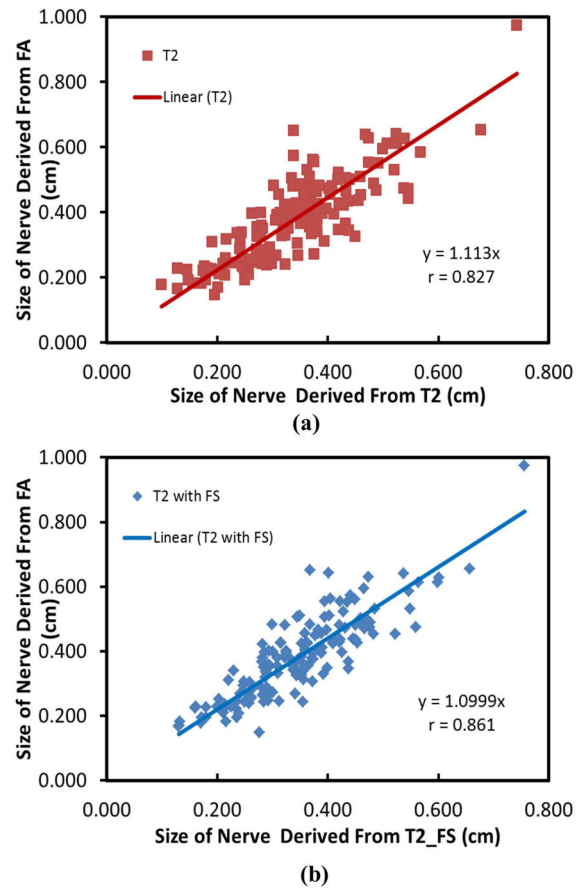 1.000
0.800
0.600
0.400
0.200
0.000
Size of Nerve Derived From FA
(cm)
T2
Linear (T2)
y = 1.113x
r = 0.827
0.000 0.200 0.400 0.600 0.800
Size of Nerve Derived From T2 (cm)
(a)
1.000
0.800
0.600
0.400
0.200
0.000
Size of Nerve Derived From FA
(cm)
T2 with FS
Linear (T2 with FS)
y = 1.0999x
r = 0.861
0.000 0.200 0.400 0.600 0.800
Size of Nerve Derived From T2_FS (cm)
(b)